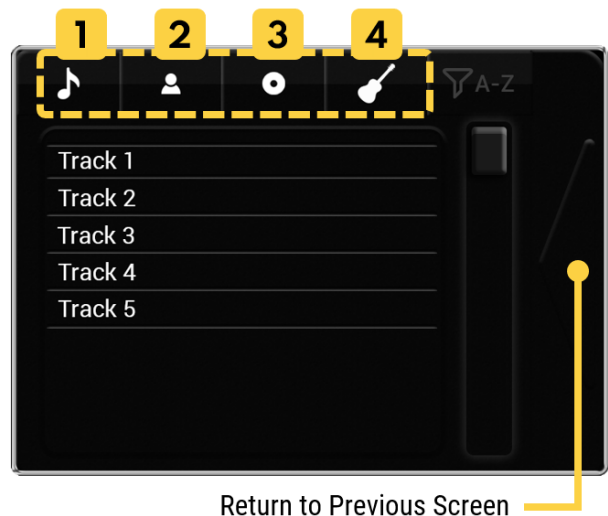 1 2 3 4
A-Z
Track 1
Track 2
Track 3
Track 4
Track 5
Return to Previous Screen